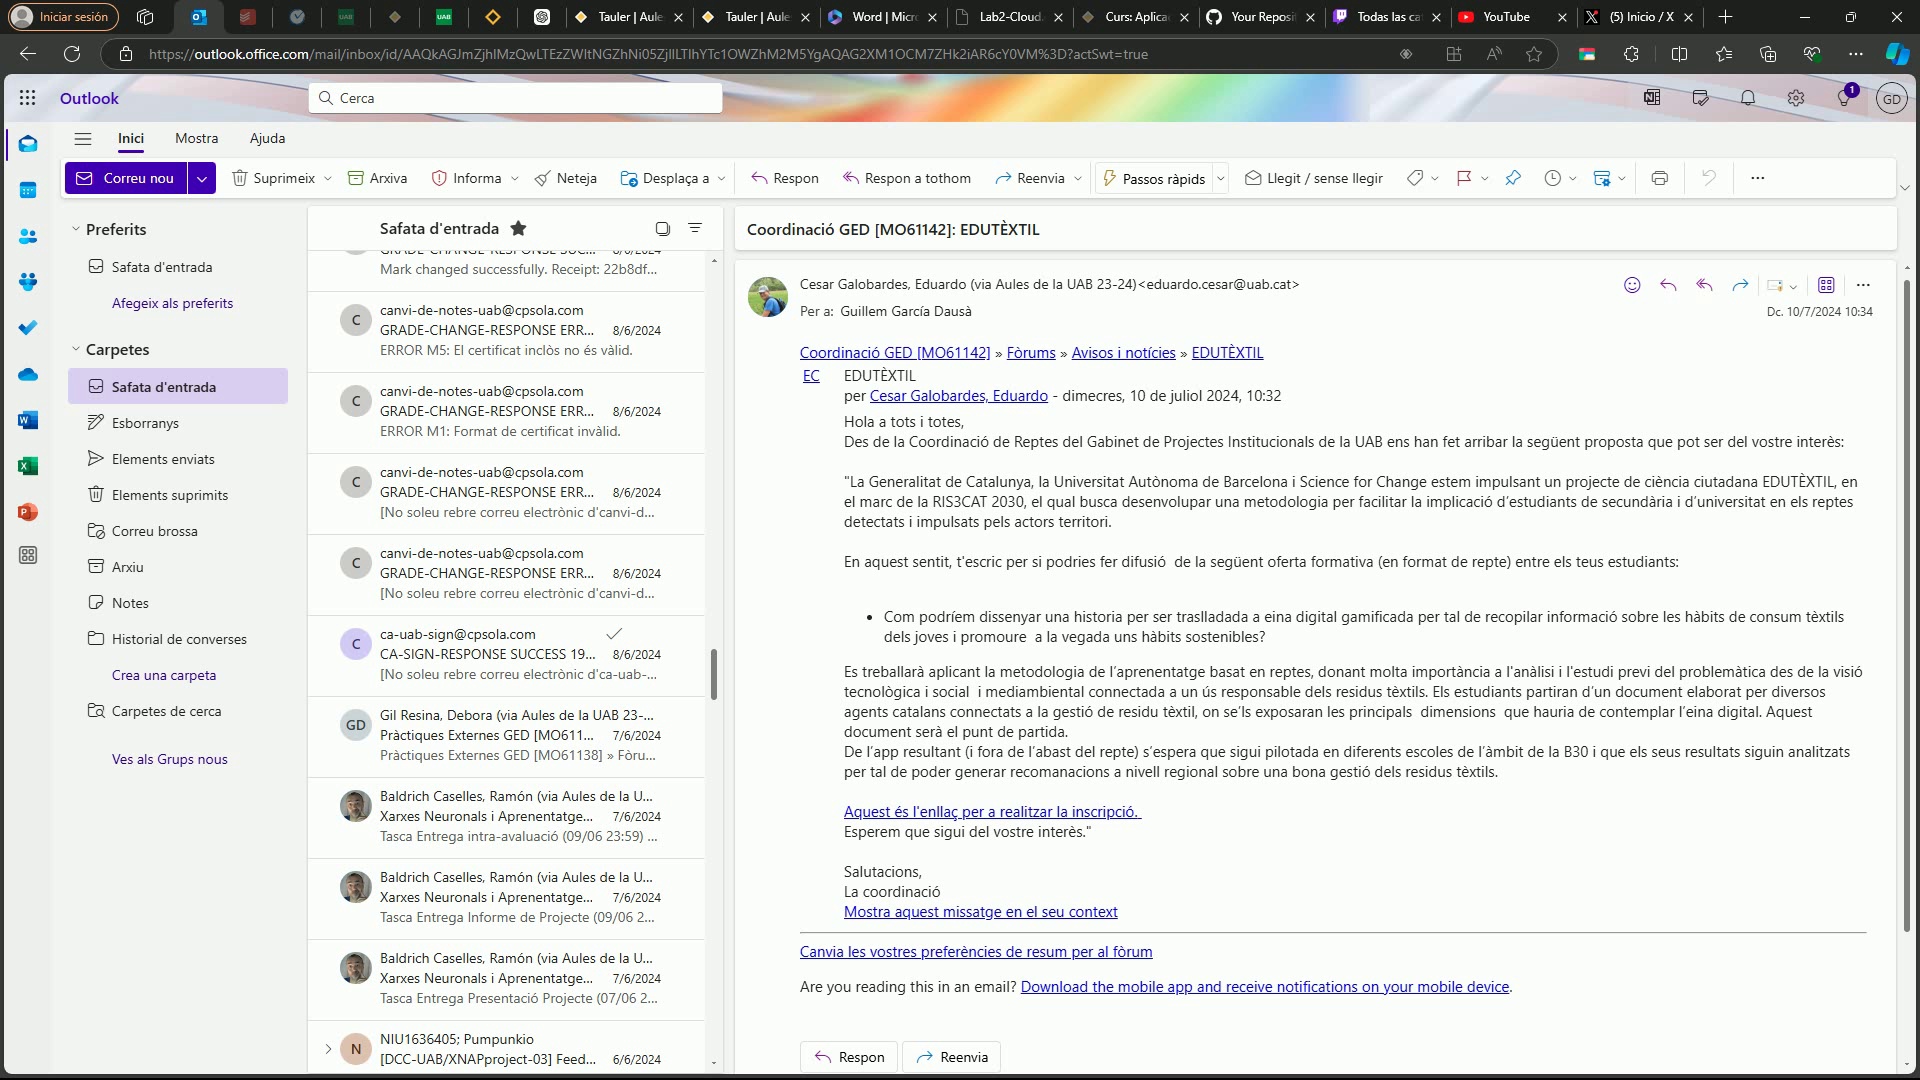 Iniciar sesión
Tauler | Aule
Tauler | Aule
Word | Micr
Lab2-Cloud
Curs: Aplica
Your Reposi
Todas las ca
YouTube
(5) Inicio / X
https://outlook.office.com/mail/inbox/id/AAQkAGJmZjhlMzQwLTEzZWItNGZhNi05ZjllLTlhYTc1OWZhM2M5YgAQAG2XM1OCM7ZHk2iAR6cY0VM%3D?actSwt=true
Outlook
Cerca
1
GD
Inici
Mostra
Ajuda
Correu nou
Suprimeix
Arxiva
Informa
Neteja
Desplaça a
Respon
Respon a tothom
Reenvia
Passos ràpids
Llegit / sense llegir
Preferits
Safata d'entrada
Afegeix als preferits
Carpetes
Safata d'entrada
Esborranys
Elements enviats
Elements suprimits
Correu brossa
Arxiu
Notes
Historial de converses
Crea una carpeta
Carpetes de cerca
Ves als Grups nous
Safata d'entrada
GRADE-CHANGE-RESPONSE SUC... 8/6/2024
Mark changed successfully. Receipt: 22b8df...
C
canvi-de-notes-uab@cpsola.com
GRADE-CHANGE-RESPONSE ERR... 8/6/2024
ERROR M5: El certificat inclòs no és vàlid.
C
canvi-de-notes-uab@cpsola.com
GRADE-CHANGE-RESPONSE ERR... 8/6/2024
ERROR M1: Format de certificat invàlid.
C
canvi-de-notes-uab@cpsola.com
GRADE-CHANGE-RESPONSE ERR... 8/6/2024
[No soleu rebre correu electrònic d'canvi-d...
C
canvi-de-notes-uab@cpsola.com
GRADE-CHANGE-RESPONSE ERR... 8/6/2024
[No soleu rebre correu electrònic d'canvi-d...
C
ca-uab-sign@cpsola.com
CA-SIGN-RESPONSE SUCCESS 19... 8/6/2024
[No soleu rebre correu electrònic d'ca-uab-...
GD
Gil Resina, Debora (via Aules de la UAB 23-...
Pràctiques Externes GED [MO611... 7/6/2024
Pràctiques Externes GED [MO61138] » Fòru...
Baldrich Caselles, Ramón (via Aules de la U...
Xarxes Neuronals i Aprenentatge... 7/6/2024
Tasca Entrega intra-avaluació (09/06 23:59) ...
Baldrich Caselles, Ramón (via Aules de la U...
Xarxes Neuronals i Aprenentatge... 7/6/2024
Tasca Entrega Informe de Projecte (09/06 2...
Baldrich Caselles, Ramón (via Aules de la U...
Xarxes Neuronals i Aprenentatge... 7/6/2024
Tasca Entrega Presentació Projecte (07/06 2...
N
NIU1636405; Pumpunkio
[DCC-UAB/XNAPproject-03] Feed... 6/6/2024
Coordinació GED [MO61142]: EDUTÈXTIL
Cesar Galobardes, Eduardo (via Aules de la UAB 23-24)<eduardo.cesar@uab.cat>
Per a: Guillem García Dausà
Dc. 10/7/2024 10:34
Coordinació GED [MO61142] » Fòrums » Avisos i notícies » EDUTÈXTIL
EC EDUTÈXTIL
per Cesar Galobardes, Eduardo - dimecres, 10 de juliol 2024, 10:32
Hola a tots i totes,
Des de la Coordinació de Reptes del Gabinet de Projectes Institucionals de la UAB ens han fet arribar la següent proposta que pot ser del vostre interès:
"La Generalitat de Catalunya, la Universitat Autònoma de Barcelona i Science for Change estem impulsant un projecte de ciència ciutadana EDUTÈXTIL, en
el marc de la RIS3CAT 2030, el qual busca desenvolupar una metodologia per facilitar la implicació d'estudiants de secundària i d'universitat en els reptes
detectats i impulsats pels actors territori.
En aquest sentit, t'escric per si podries fer difusió de la següent oferta formativa (en format de repte) entre els teus estudiants:
• Com podríem dissenyar una historia per ser traslladada a eina digital gamificada per tal de recopilar informació sobre les hàbits de consum tèxtils
dels joves i promoure a la vegada uns hàbits sostenibles?
Es treballarà aplicant la metodologia de l'aprenentatge basat en reptes, donant molta importància a l'anàlisi i l'estudi previ del problemàtica des de la visió
tecnològica i social i mediambiental connectada a un ús responsable dels residus tèxtils. Els estudiants partiran d'un document elaborat per diversos
agents catalans connectats a la gestió de residu tèxtil, on se'ls exposaran les principals dimensions que hauria de contemplar l'eina digital. Aquest
document serà el punt de partida.
De l'app resultant (i fora de l'abast del repte) s'espera que sigui pilotada en diferents escoles de l'àmbit de la B30 i que els seus resultats siguin analitzats
per tal de poder generar recomanacions a nivell regional sobre una bona gestió dels residus tèxtils.
Aquest és l'enllaç per a realitzar la inscripció.
Esperem que sigui del vostre interès."
Salutacions,
La coordinació
Mostra aquest missatge en el seu context
Canvia les vostres preferències de resum per al fòrum
Are you reading this in an email? Download the mobile app and receive notifications on your mobile device.
Respon
Reenvia